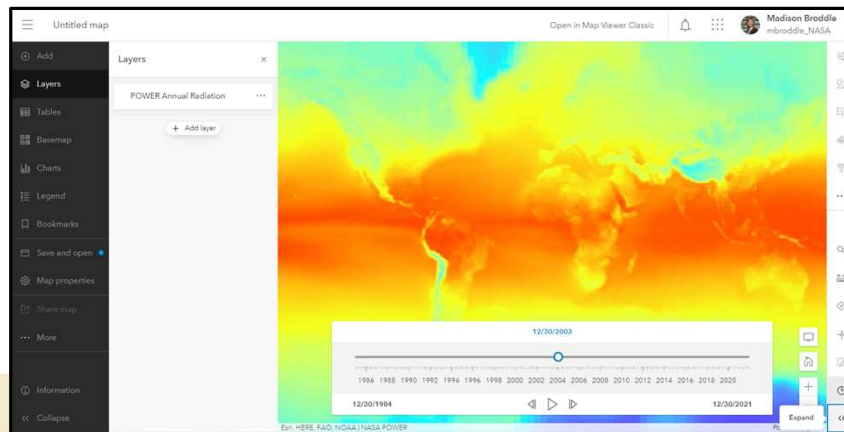 Untitled map
Open in Map Viewer Classic
Madison Broddle
mbroddle_NASA
Add
Layers
Tables
Basemap
Charts
Legend
Bookmarks
Save and open
Map properties
Share map
More
Information
Collapse
Layers
POWER Annual Radiation
+ Add layer
12/30/2003
1986 1988 1990 1992 1994 1996 1998 2000 2002 2004 2006 2008 2010 2012 2014 2016 2018 2020
12/30/1984
12/30/2021
Expand
Esri, HERE, FAO, NOAA | NASA POWER